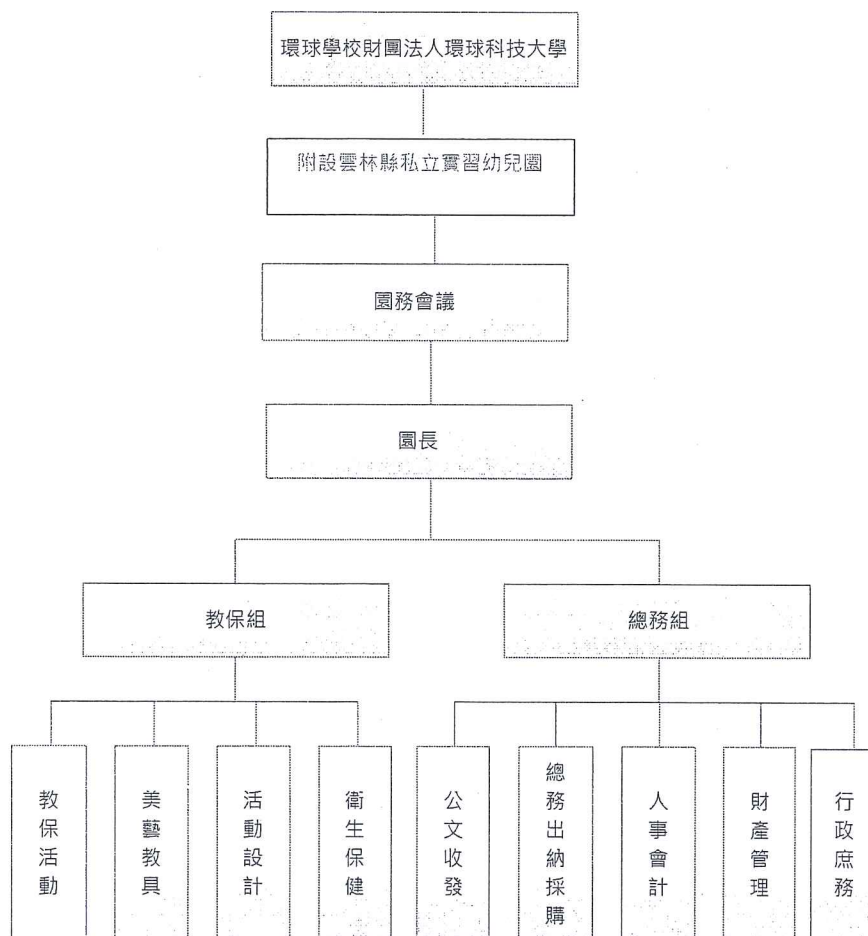 環球學校財團法人環球科技大學
附設雲林縣私立實習幼兒園
園務會議
園長
教保組
總務組
教保活動
美藝教具
活動設計
衛生保健
公文收發
總務出納採購
人事會計
財產管理
行政庶務